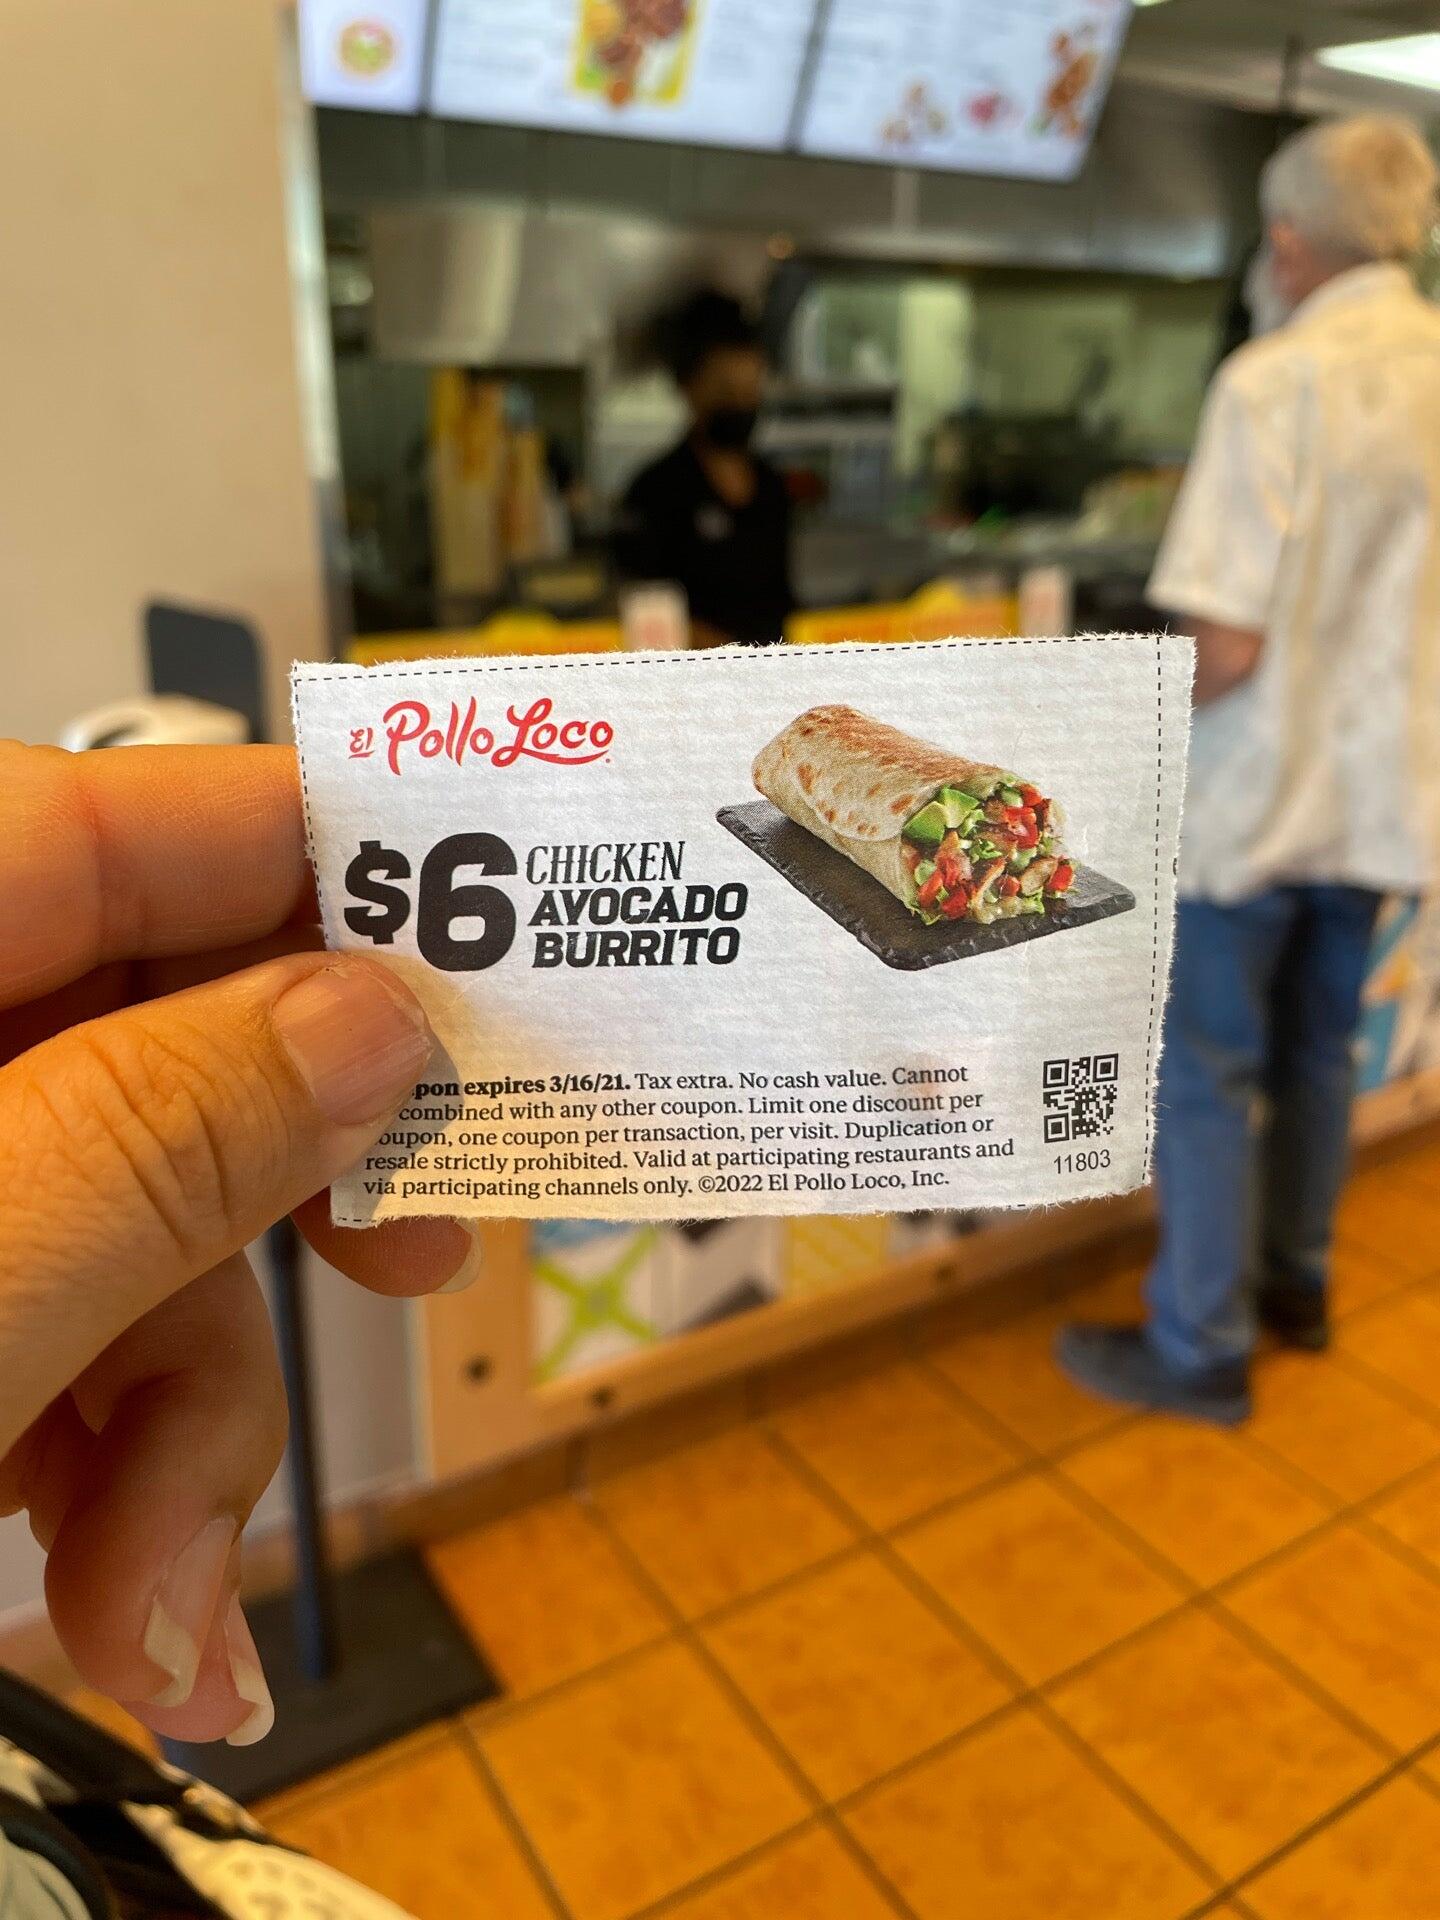 El Pollo Loco
$6 CHICKEN
AVOCADO
BURRITO
pon expires 3/16/21. Tax extra. No cash value. Cannot
combined with any other coupon. Limit one discount per
oupon, one coupon per transaction, per visit. Duplication or
resale strictly prohibited. Valid at participating restaurants and
via participating channels only. ©2022 El Pollo Loco, Inc.
11803